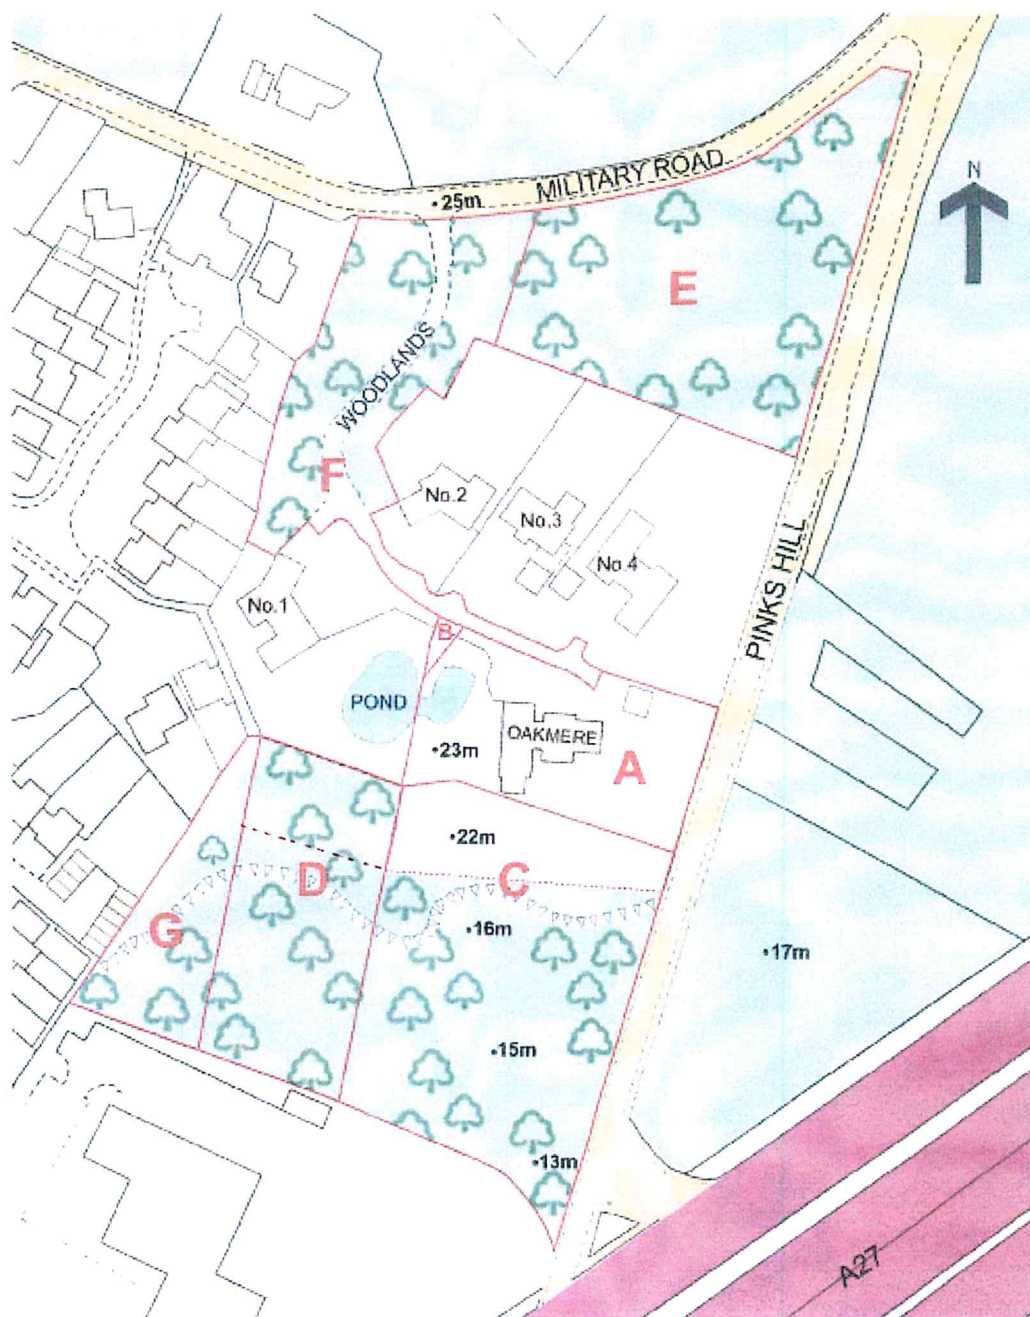 MILITARY ROAD
N
25m
E
WOODLANDS
F
No.2
No.3
No.4
PINKS HILL
No.1
B
POND
OAKMERE
23m
A
22m
D
C
G
16m
17m
15m
13m
A27